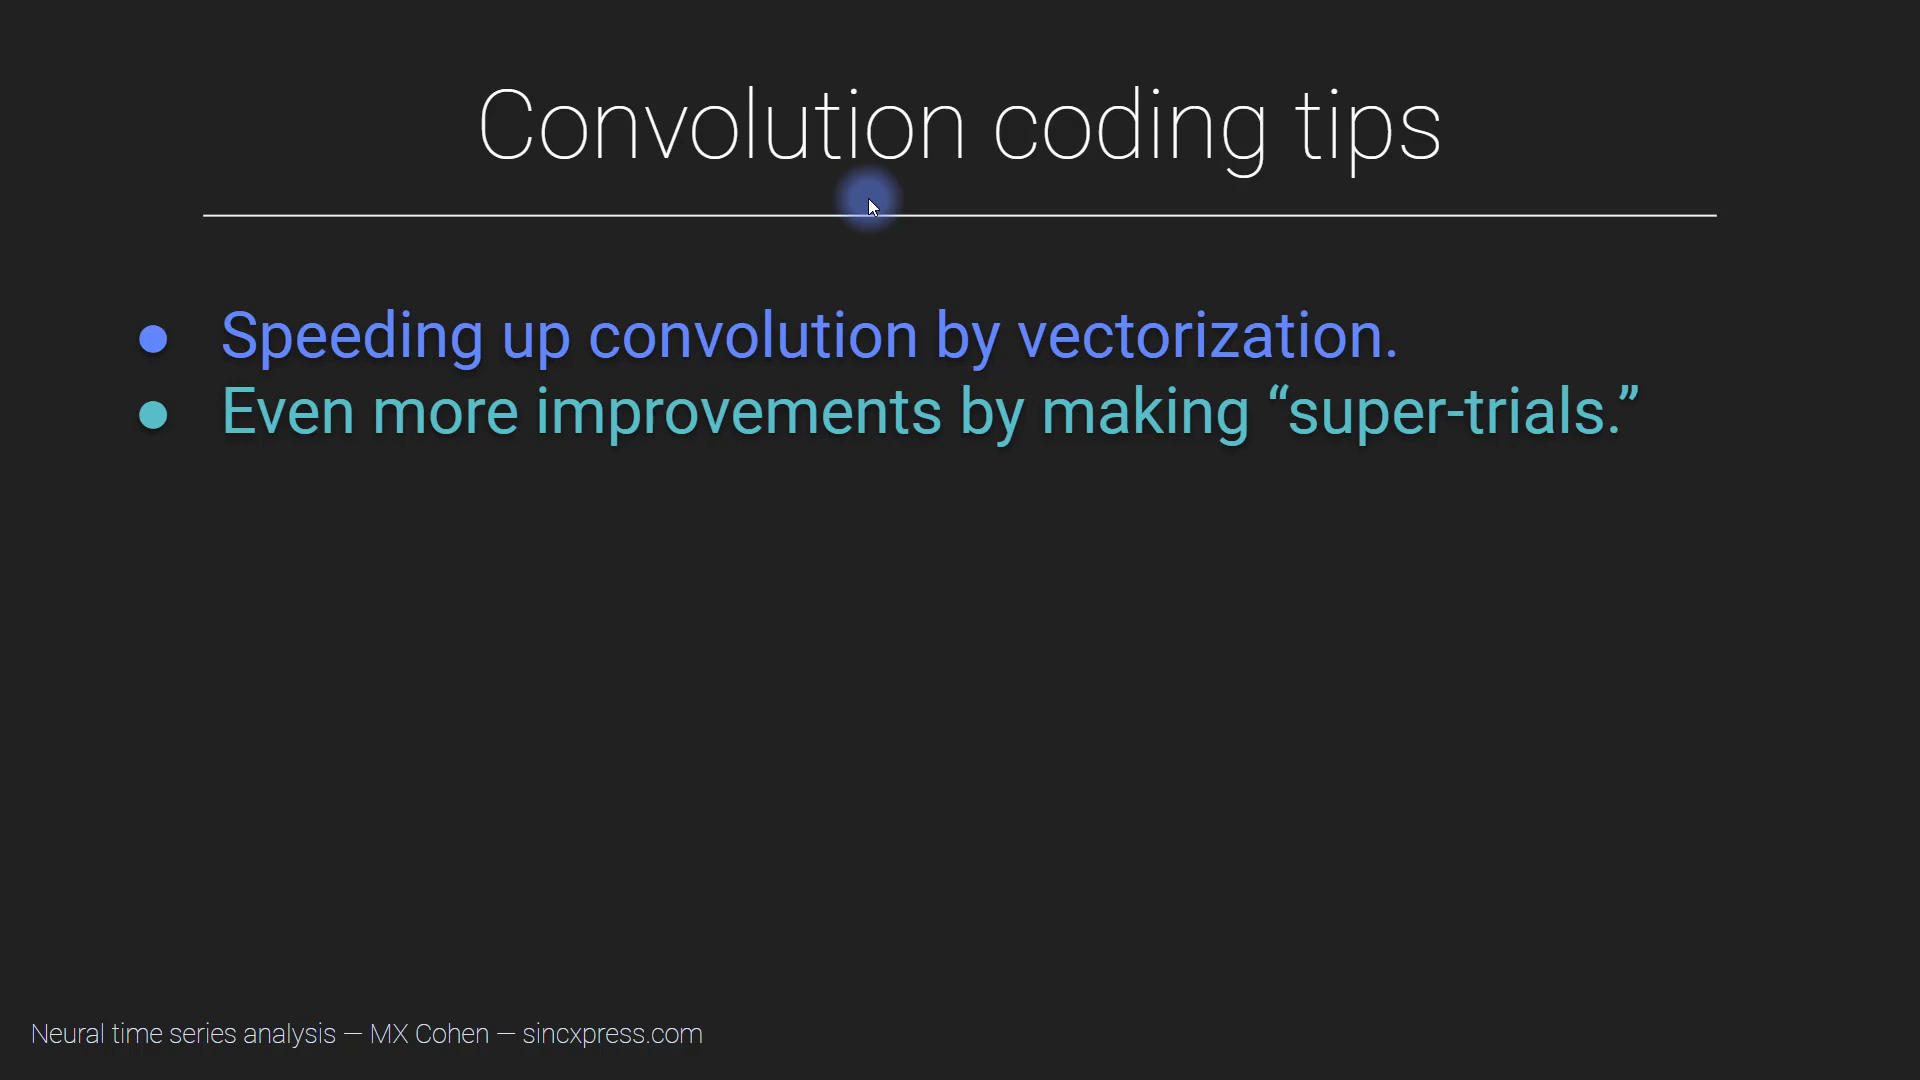 Convolution coding tips
● Speeding up convolution by vectorization.
● Even more improvements by making “super-trials.”
Neural time series analysis — MX Cohen — sincxpress.com